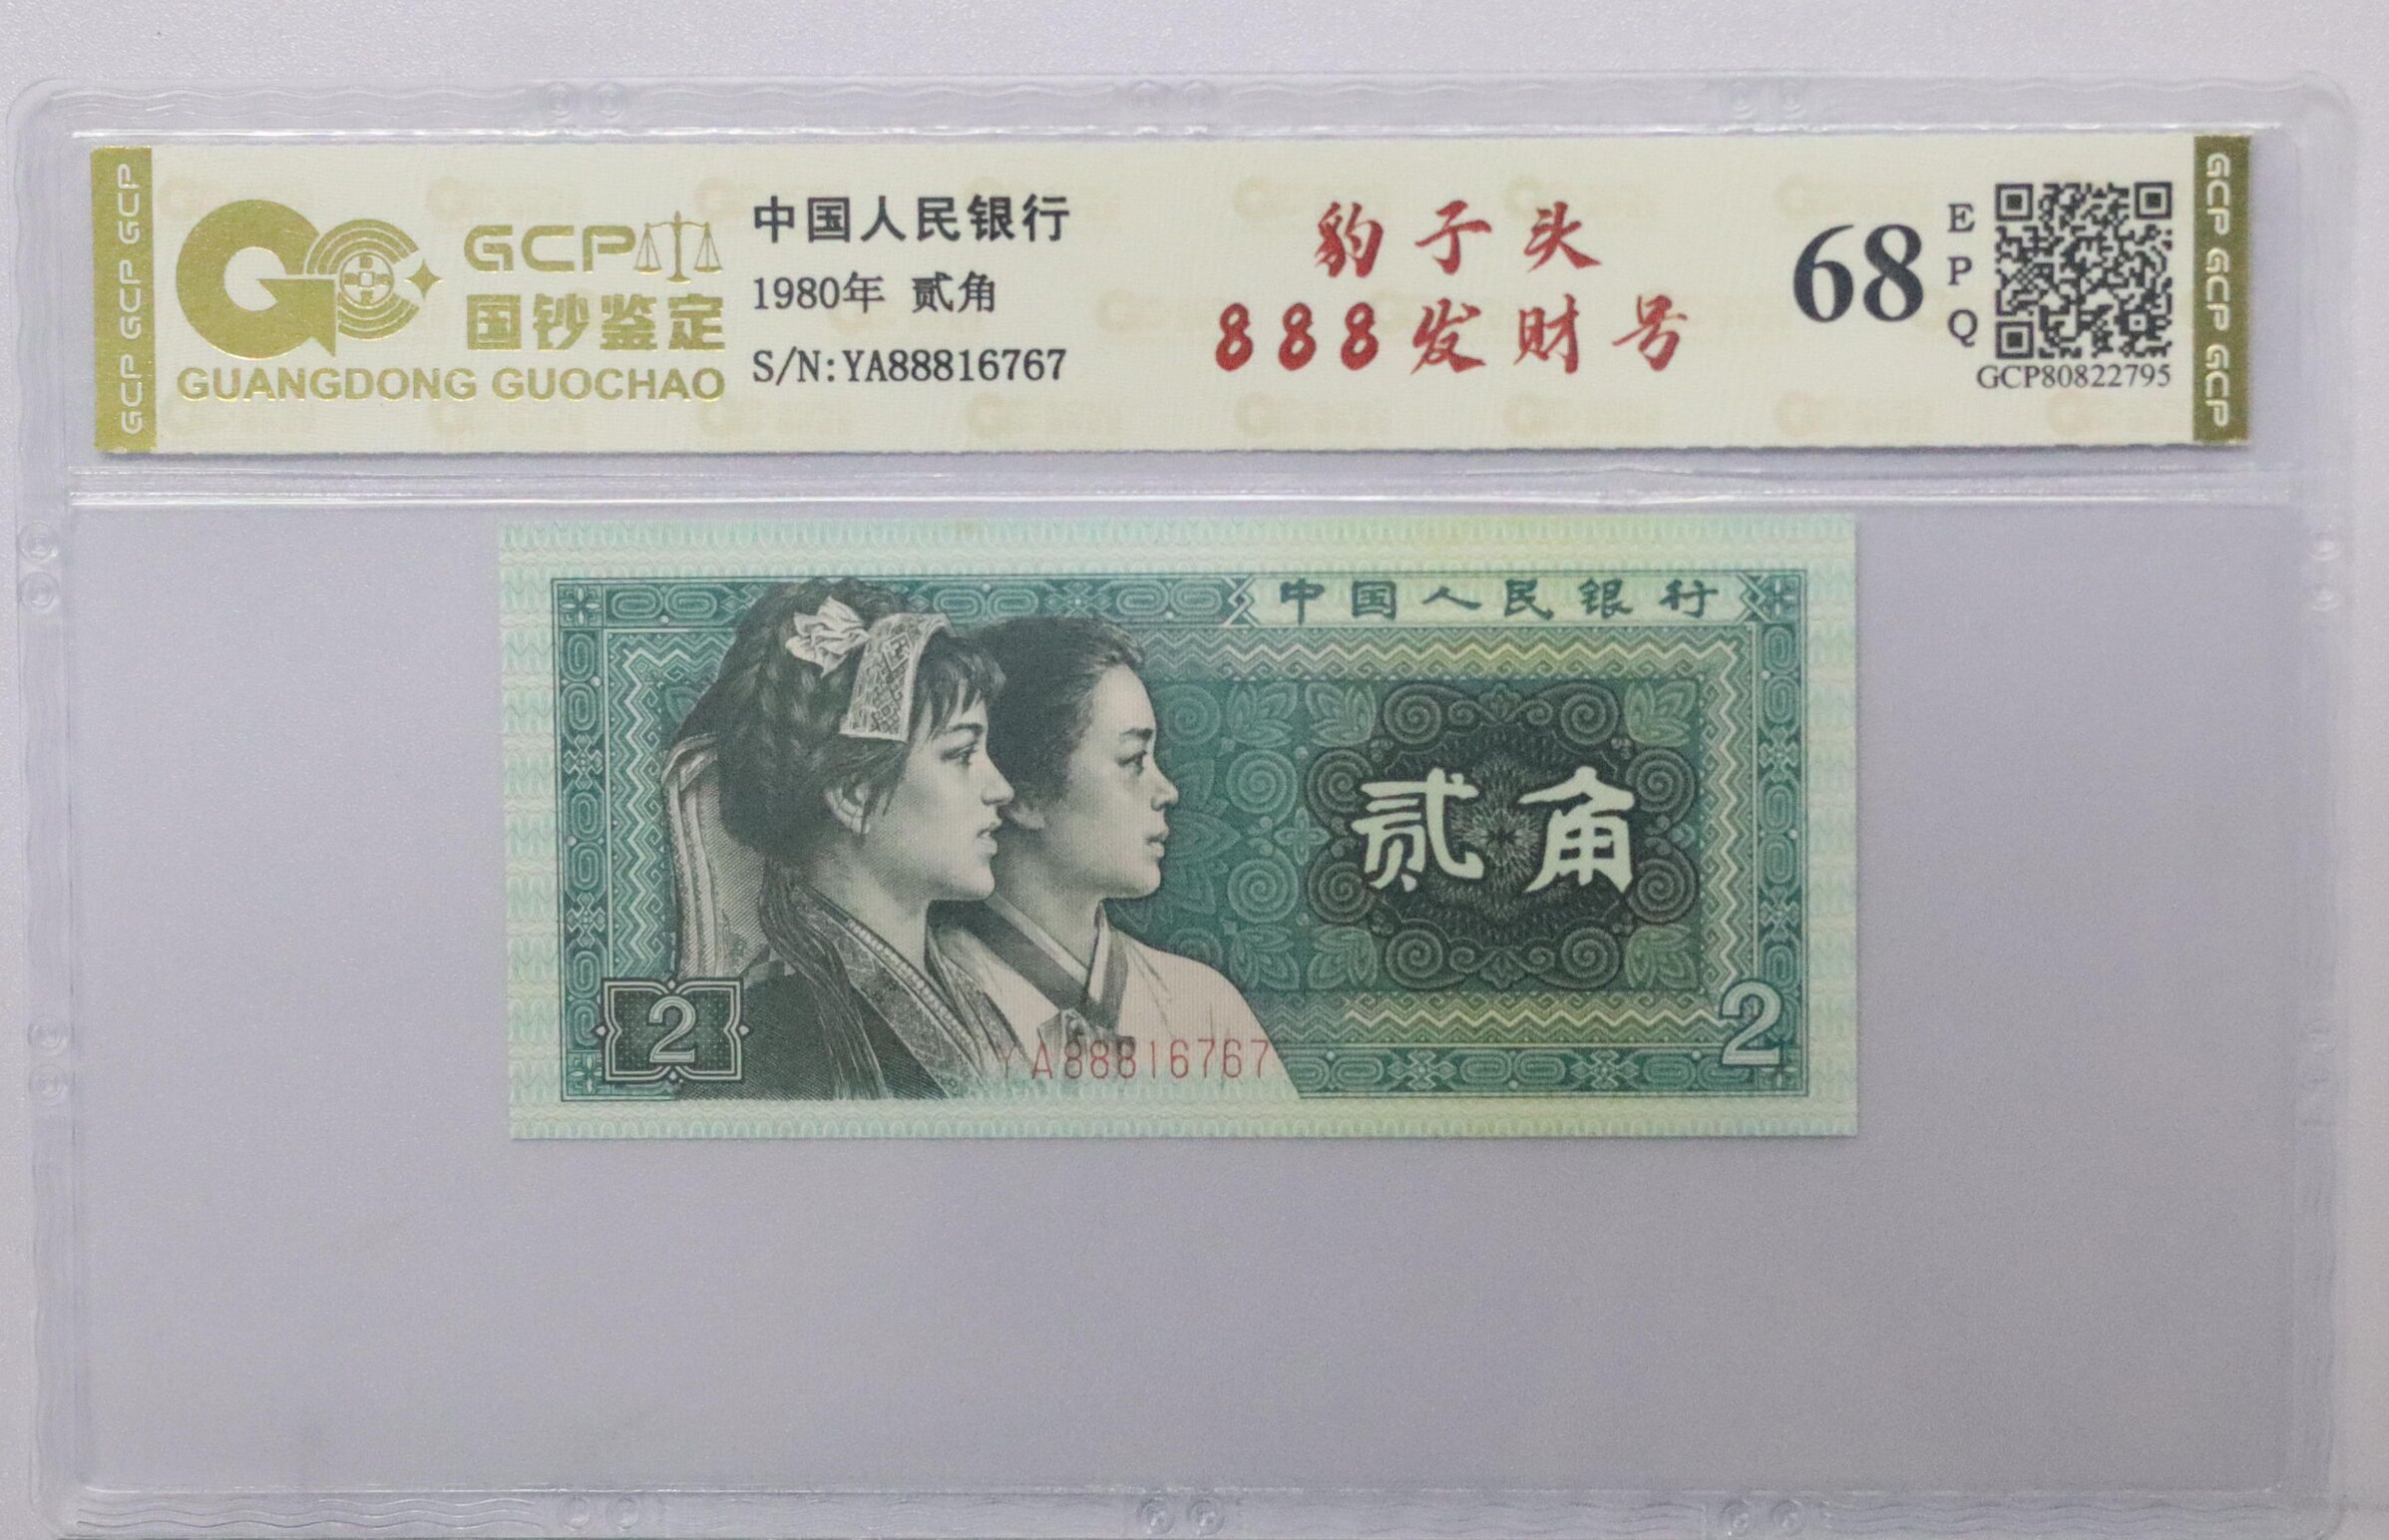 GCP GCP GCP
GCP
国钞鉴定
GUANGDONG GUOCHAO
中国人民银行
1980年 贰角
S/N:YA88816767
豹子头
888发财号
68
EPQ
GCP80822795
GCP GCP GCP
中国人民银行
贰角
2
2
YA88816767